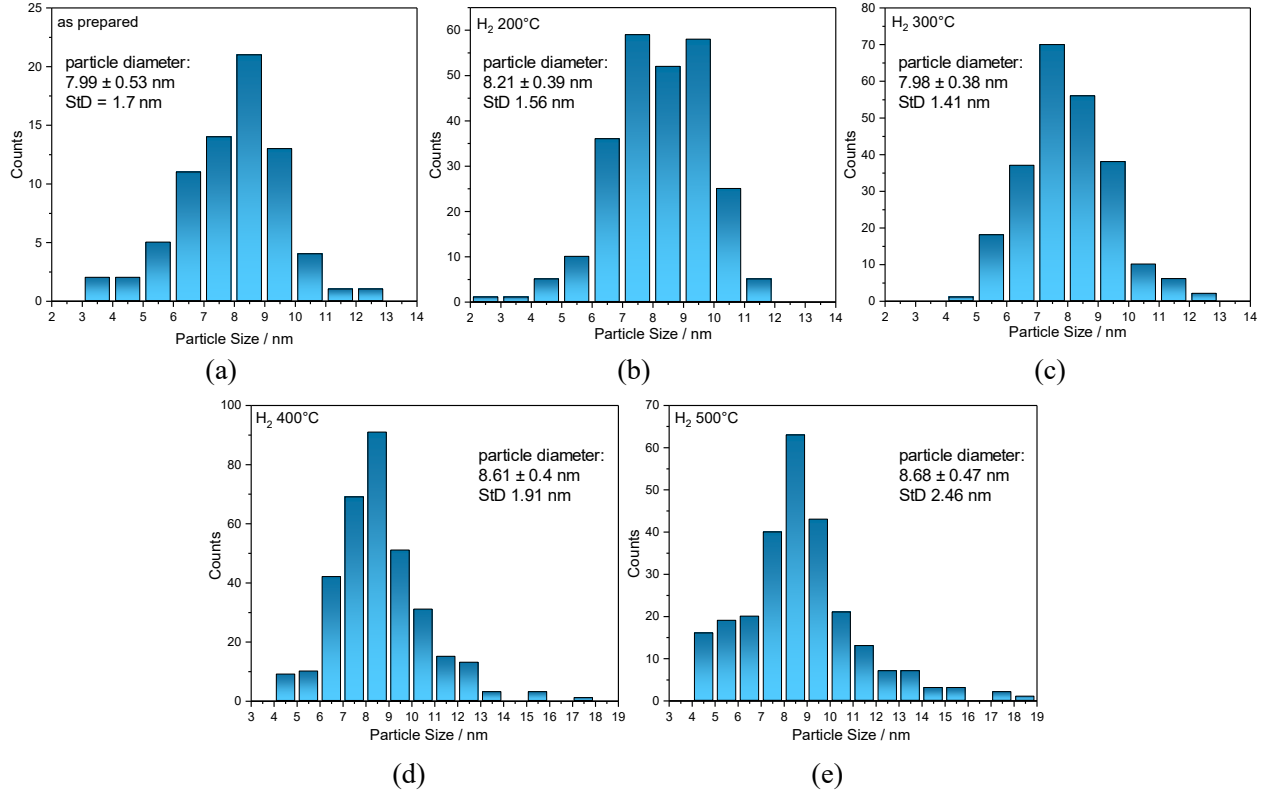 as prepared
particle diameter:
7.99 ± 0.53 nm
StD = 1.7 nm
25
20
15
10
5
0
Counts
2 3 4 5 6 7 8 9 10 11 12 13 14
Particle Size / nm
(a)
H2 200°C
particle diameter:
8.21 ± 0.39 nm
StD 1.56 nm
60
50
40
30
20
10
0
Counts
2 3 4 5 6 7 8 9 10 11 12 13 14
Particle Size / nm
(b)
H2 300°C
particle diameter:
7.98 ± 0.38 nm
StD 1.41 nm
80
70
60
50
40
30
20
10
0
Counts
2 3 4 5 6 7 8 9 10 11 12 13 14
Particle Size / nm
(c)
H2 400°C
particle diameter:
8.61 ± 0.4 nm
StD 1.91 nm
100
80
60
40
20
0
Counts
3 4 5 6 7 8 9 10 11 12 13 14 15 16 17 18 19
Particle Size / nm
(d)
H2 500°C
particle diameter:
8.68 ± 0.47 nm
StD 2.46 nm
70
60
50
40
30
20
10
0
Counts
3 4 5 6 7 8 9 10 11 12 13 14 15 16 17 18 19
Particle Size / nm
(e)